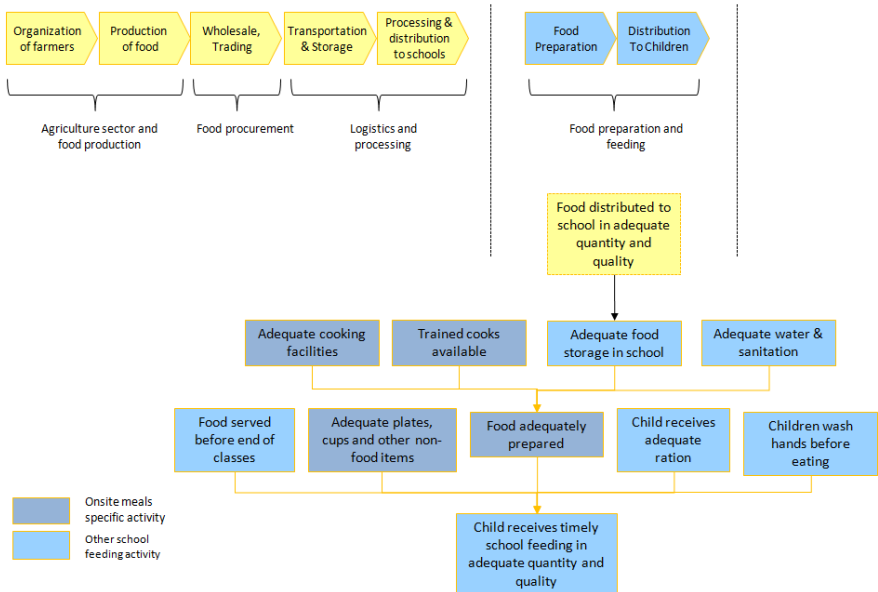 Organization
of farmers
Production
of food
Wholesale,
Trading
Transportation
& Storage
Processing &
distribution
to schools
Food
Preparation
Distribution
To Children
Agriculture sector and
food production
Food procurement
Logistics and
processing
Food preparation and
feeding
Food distributed to
school in adequate
quantity and
quality
Adequate cooking
facilities
Trained cooks
available
Adequate food
storage in school
Adequate water &
sanitation
Food served
before end of
classes
Adequate plates,
cups and other non-
food items
Food adequately
prepared
Child receives
adequate
ration
Children wash
hands before
eating
Onsite meals
specific activity
Other school
feeding activity
Child receives timely
school feeding in
adequate quantity and
quality